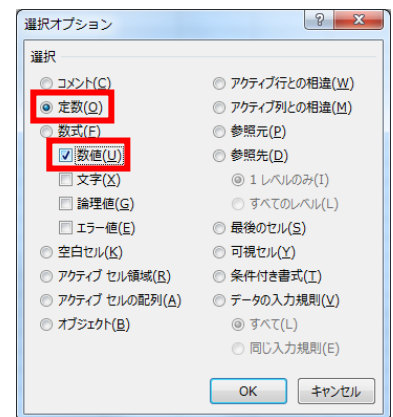 選択オプション
選択
コメント(C)
定数(O)
数式(F)
数値(U)
文字(X)
論理値(G)
エラー値(E)
空白セル(K)
アクティブ セル領域(R)
アクティブ セルの配列(A)
オブジェクト(B)
アクティブ行との相違(W)
アクティブ列との相違(M)
参照元(P)
参照先(D)
1 レベルのみ(I)
すべてのレベル(L)
最後のセル(S)
可視セル(Y)
条件付き書式(T)
データの入力規則(V)
すべて(L)
同じ入力規則(E)
OK
キャンセル